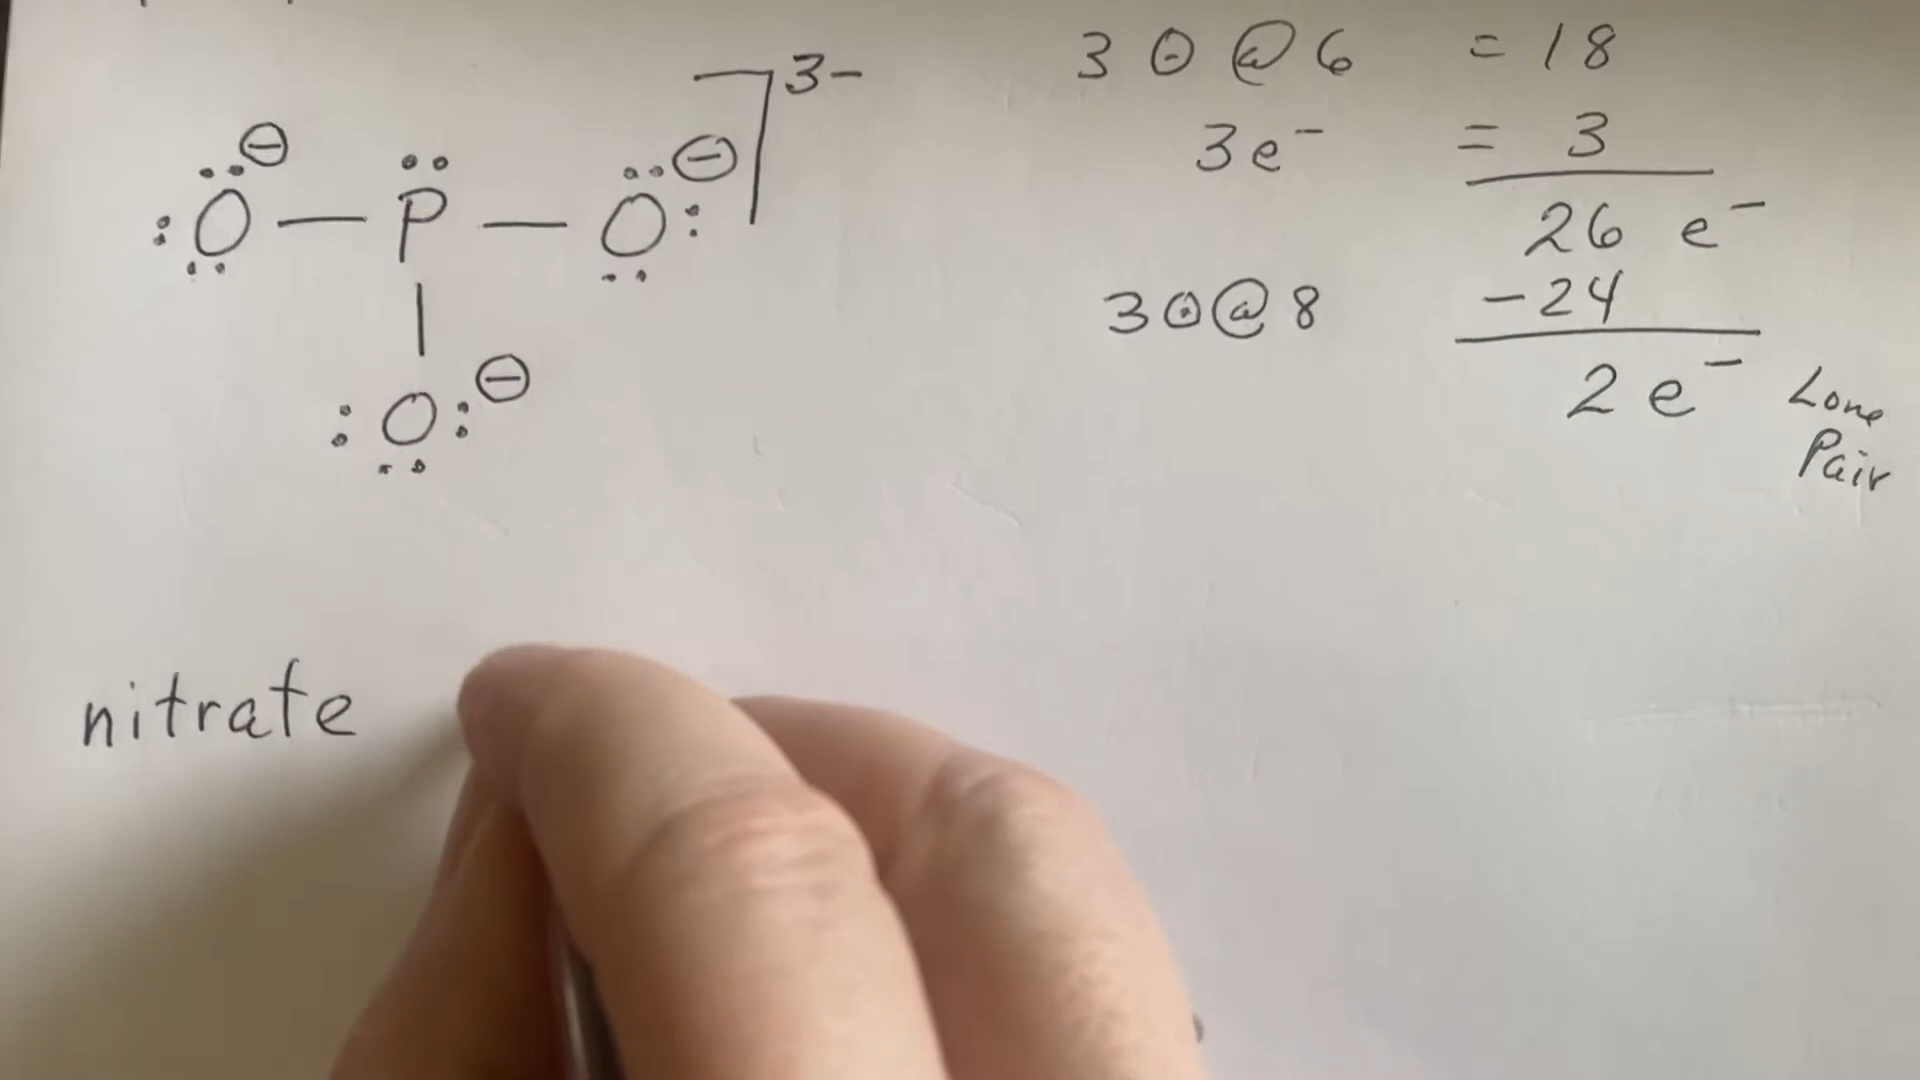 3 O @ 6 = 18
3e⁻ = 3
26 e⁻
3 O @ 8 -24
2 e⁻ Lone Pair
3-
:O — P — O:
:O:
nitrate